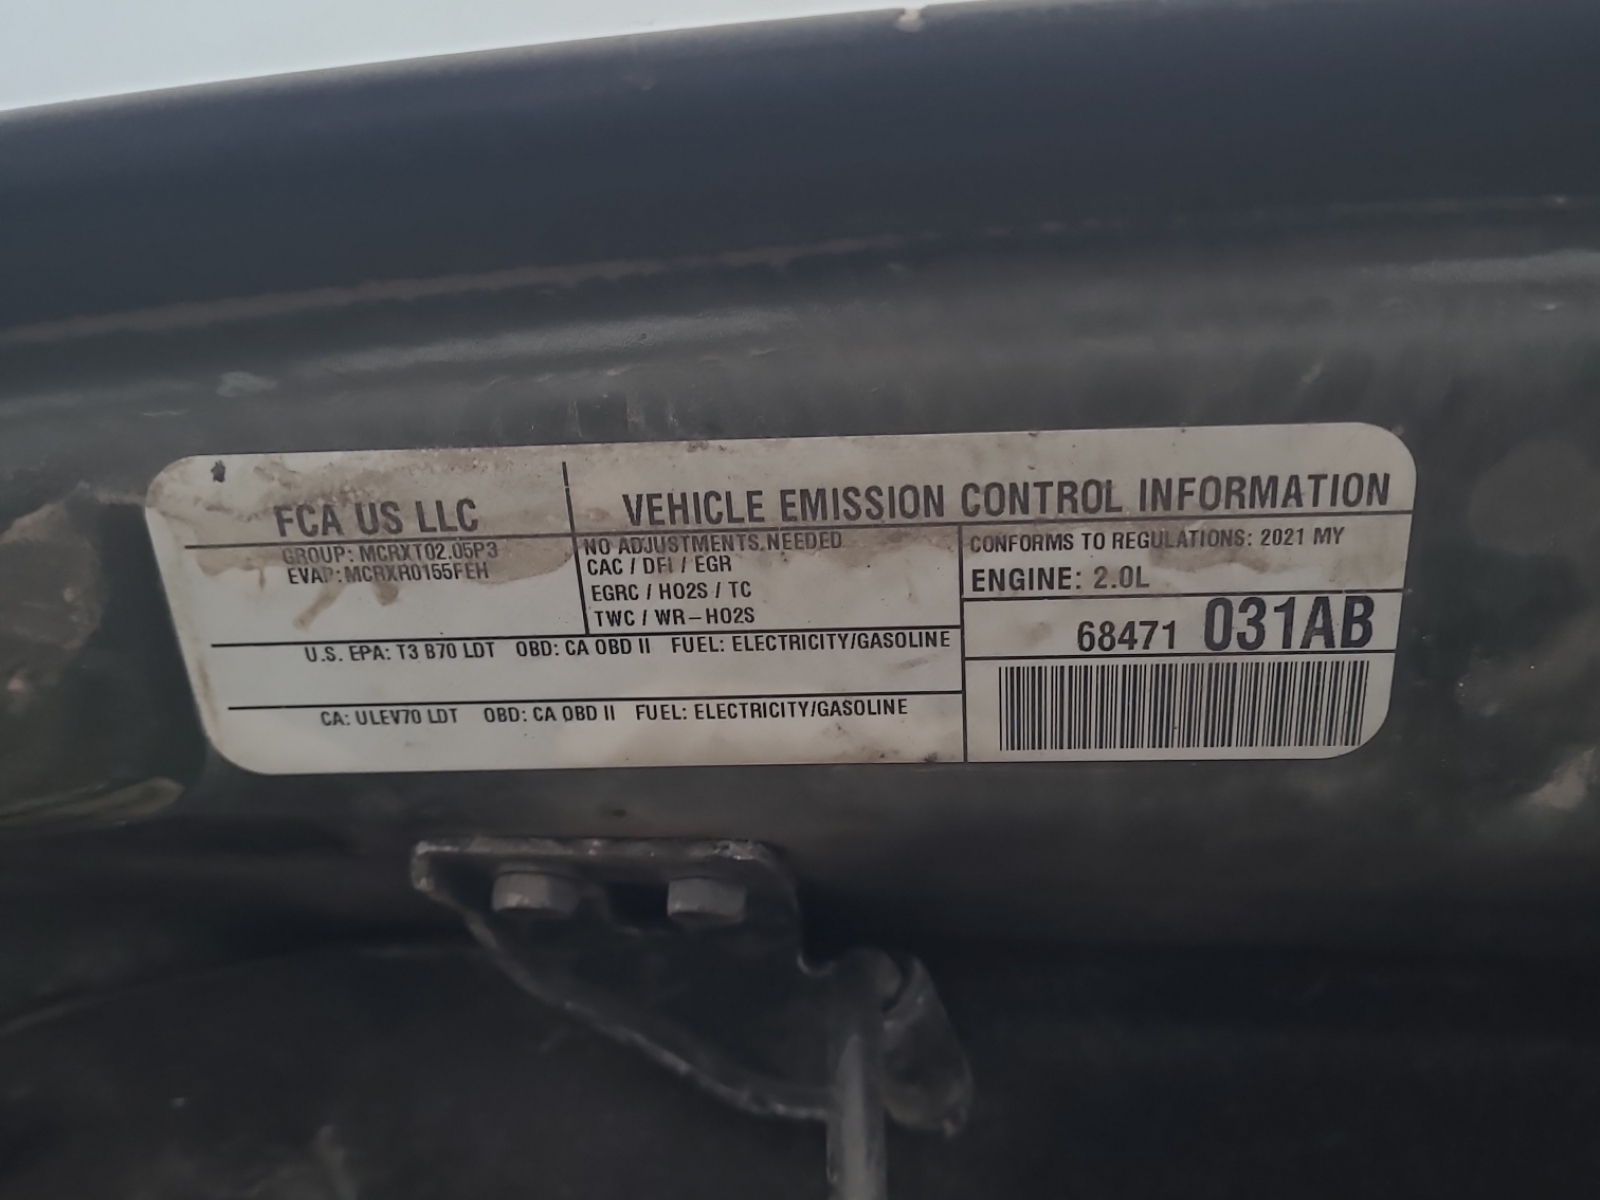 FCA US LLC
VEHICLE EMISSION CONTROL INFORMATION
GROUP: MCRXT02.05P3
EVAP: MCRXR0155FEH
NO ADJUSTMENTS NEEDED
CAC / DFI / EGR
EGRC / HO2S / TC
TWC / WR-HO2S
CONFORMS TO REGULATIONS: 2021 MY
ENGINE: 2.0L
68471 031AB
U.S. EPA: T3 B70 LDT OBD: CA OBD II FUEL: ELECTRICITY/GASOLINE
CA: ULEV70 LDT OBD: CA OBD II FUEL: ELECTRICITY/GASOLINE